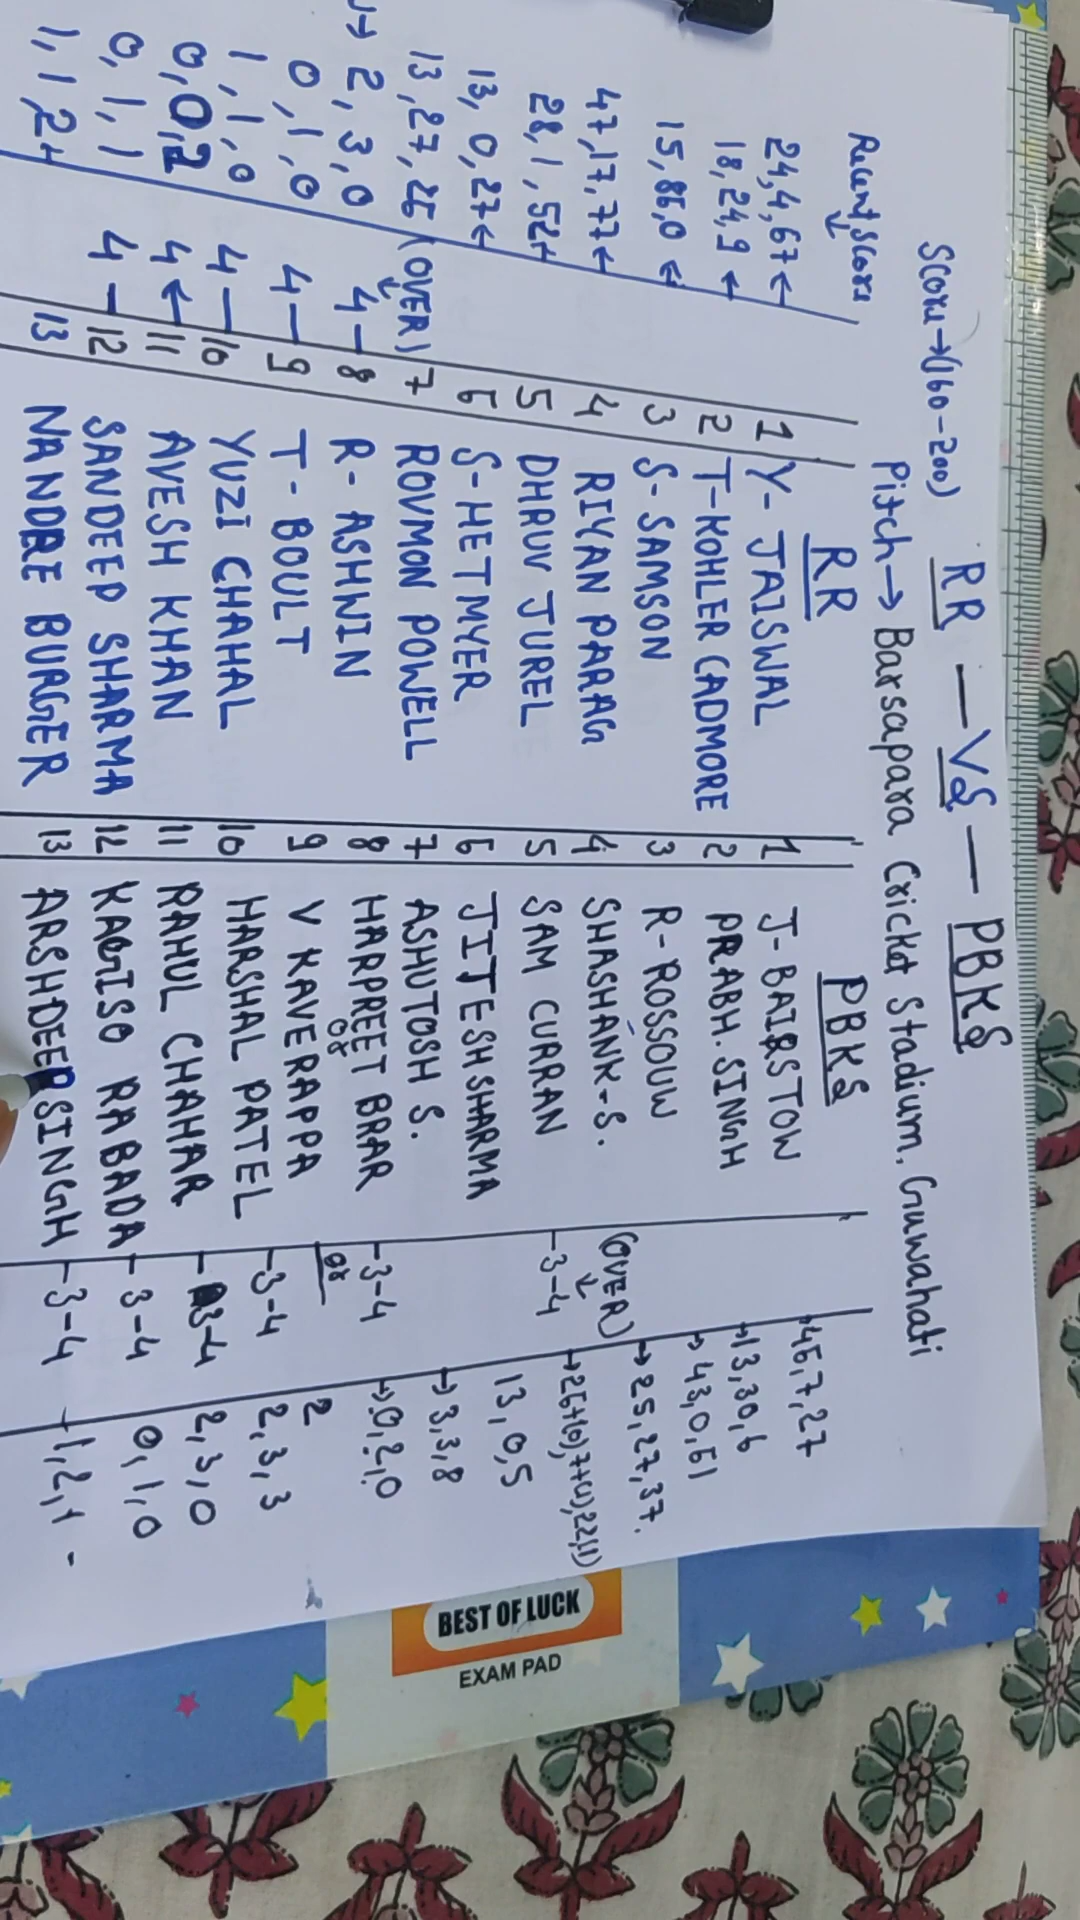 RR — VS — PBKS
Score→(160-200)
Pitch → Barsapara Cricket Stadium, Guwahati
Recent Score
RR
PBKS
24,4,67 ← 1 Y- JAISWAL 1 J- BAIRSTOW → 46,7,27
18,24,9 ← 2 T-KOHLER CADMORE 2 PRABH. SINGH → 13,30,6
15,86,0 ← 3 S- SAMSON 3 R- ROSSOUW → 43,0,61
47,17,77 ← 4 RIYAN PARAG 4 SHASHANK-S. (OVER) → 25,27,37.
28,1,52 5 DHRUV JUREL 5 SAM CURRAN -3-4 → 26+(0),7+(1),22(1)
13,0,27 ← 6 S-HETMYER 6 JITESH SHARMA 13,0,5
13,27,26 (OVER) 7 ROVMON POWELL 7 ASHUTOSH S. → 3,3,8
→ 2,3,0 4- 8 R- ASHWIN 8 HARPREET BRAR -3-4 → 0,2,0
or or
0,1,0 4- 9 T- BOULT 9 V KAVERAPPA 2
1,1,0 4- 10 YUZI CHAHAL 10 HARSHAL PATEL -3-4 2,3,3
0,0,2 4← 11 AVESH KHAN 11 RAHUL CHAHAR -3-4 2,3,0
0,1,1 4- 12 SANDEEP SHARMA 12 KAGISO RABADA - 3-4 0,1,0
1,1,2 13 NANDRE BURGER 13 ARSHDEEP SINGH -3-4 1,2,1 -
BEST OF LUCK
EXAM PAD